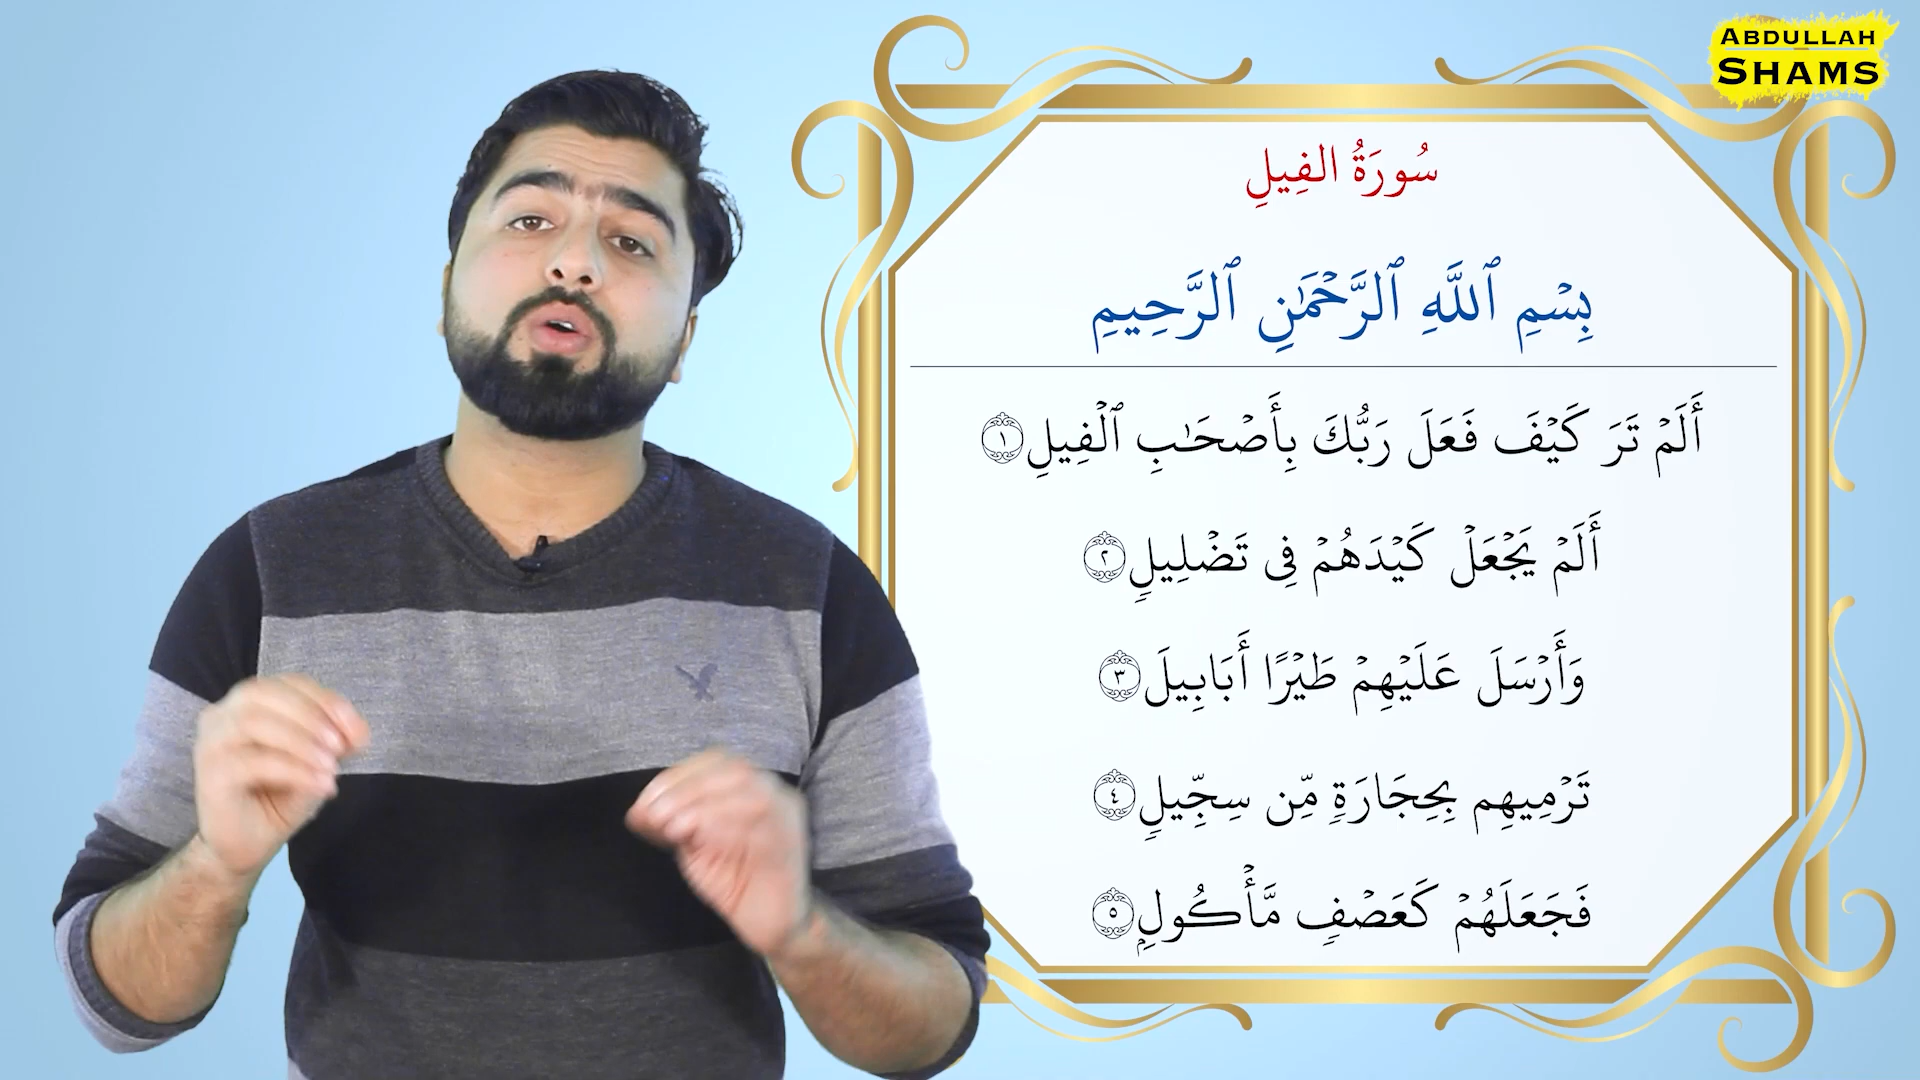 ABDULLAH
SHAMS
سُورَةُ الفِيلِ
بِسْمِ ٱللَّهِ ٱلرَّحْمَٰنِ ٱلرَّحِيمِ
أَلَمْ تَرَ كَيْفَ فَعَلَ رَبُّكَ بِأَصْحَٰبِ ٱلْفِيلِ ١
أَلَمْ يَجْعَلْ كَيْدَهُمْ فِى تَضْلِيلٍ ٢
وَأَرْسَلَ عَلَيْهِمْ طَيْرًا أَبَابِيلَ ٣
تَرْمِيهِم بِحِجَارَةٍ مِّن سِجِّيلٍ ٤
فَجَعَلَهُمْ كَعَصْفٍ مَّأْكُولٍ ٥